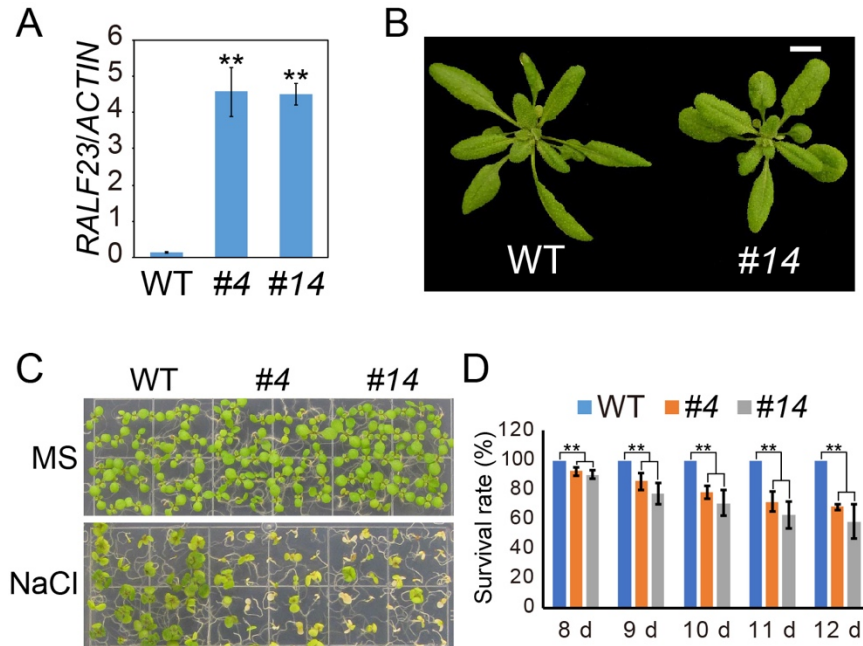 A
RALF23/ACTIN
6
5
4
3
2
1
0
** **
WT #4 #14
B
WT #14
C
WT #4 #14
MS
NaCl
D
WT #4 #14
Survival rate (%)
120
100
80
60
40
20
0
** ** ** ** **
8 d 9 d 10 d 11 d 12 d